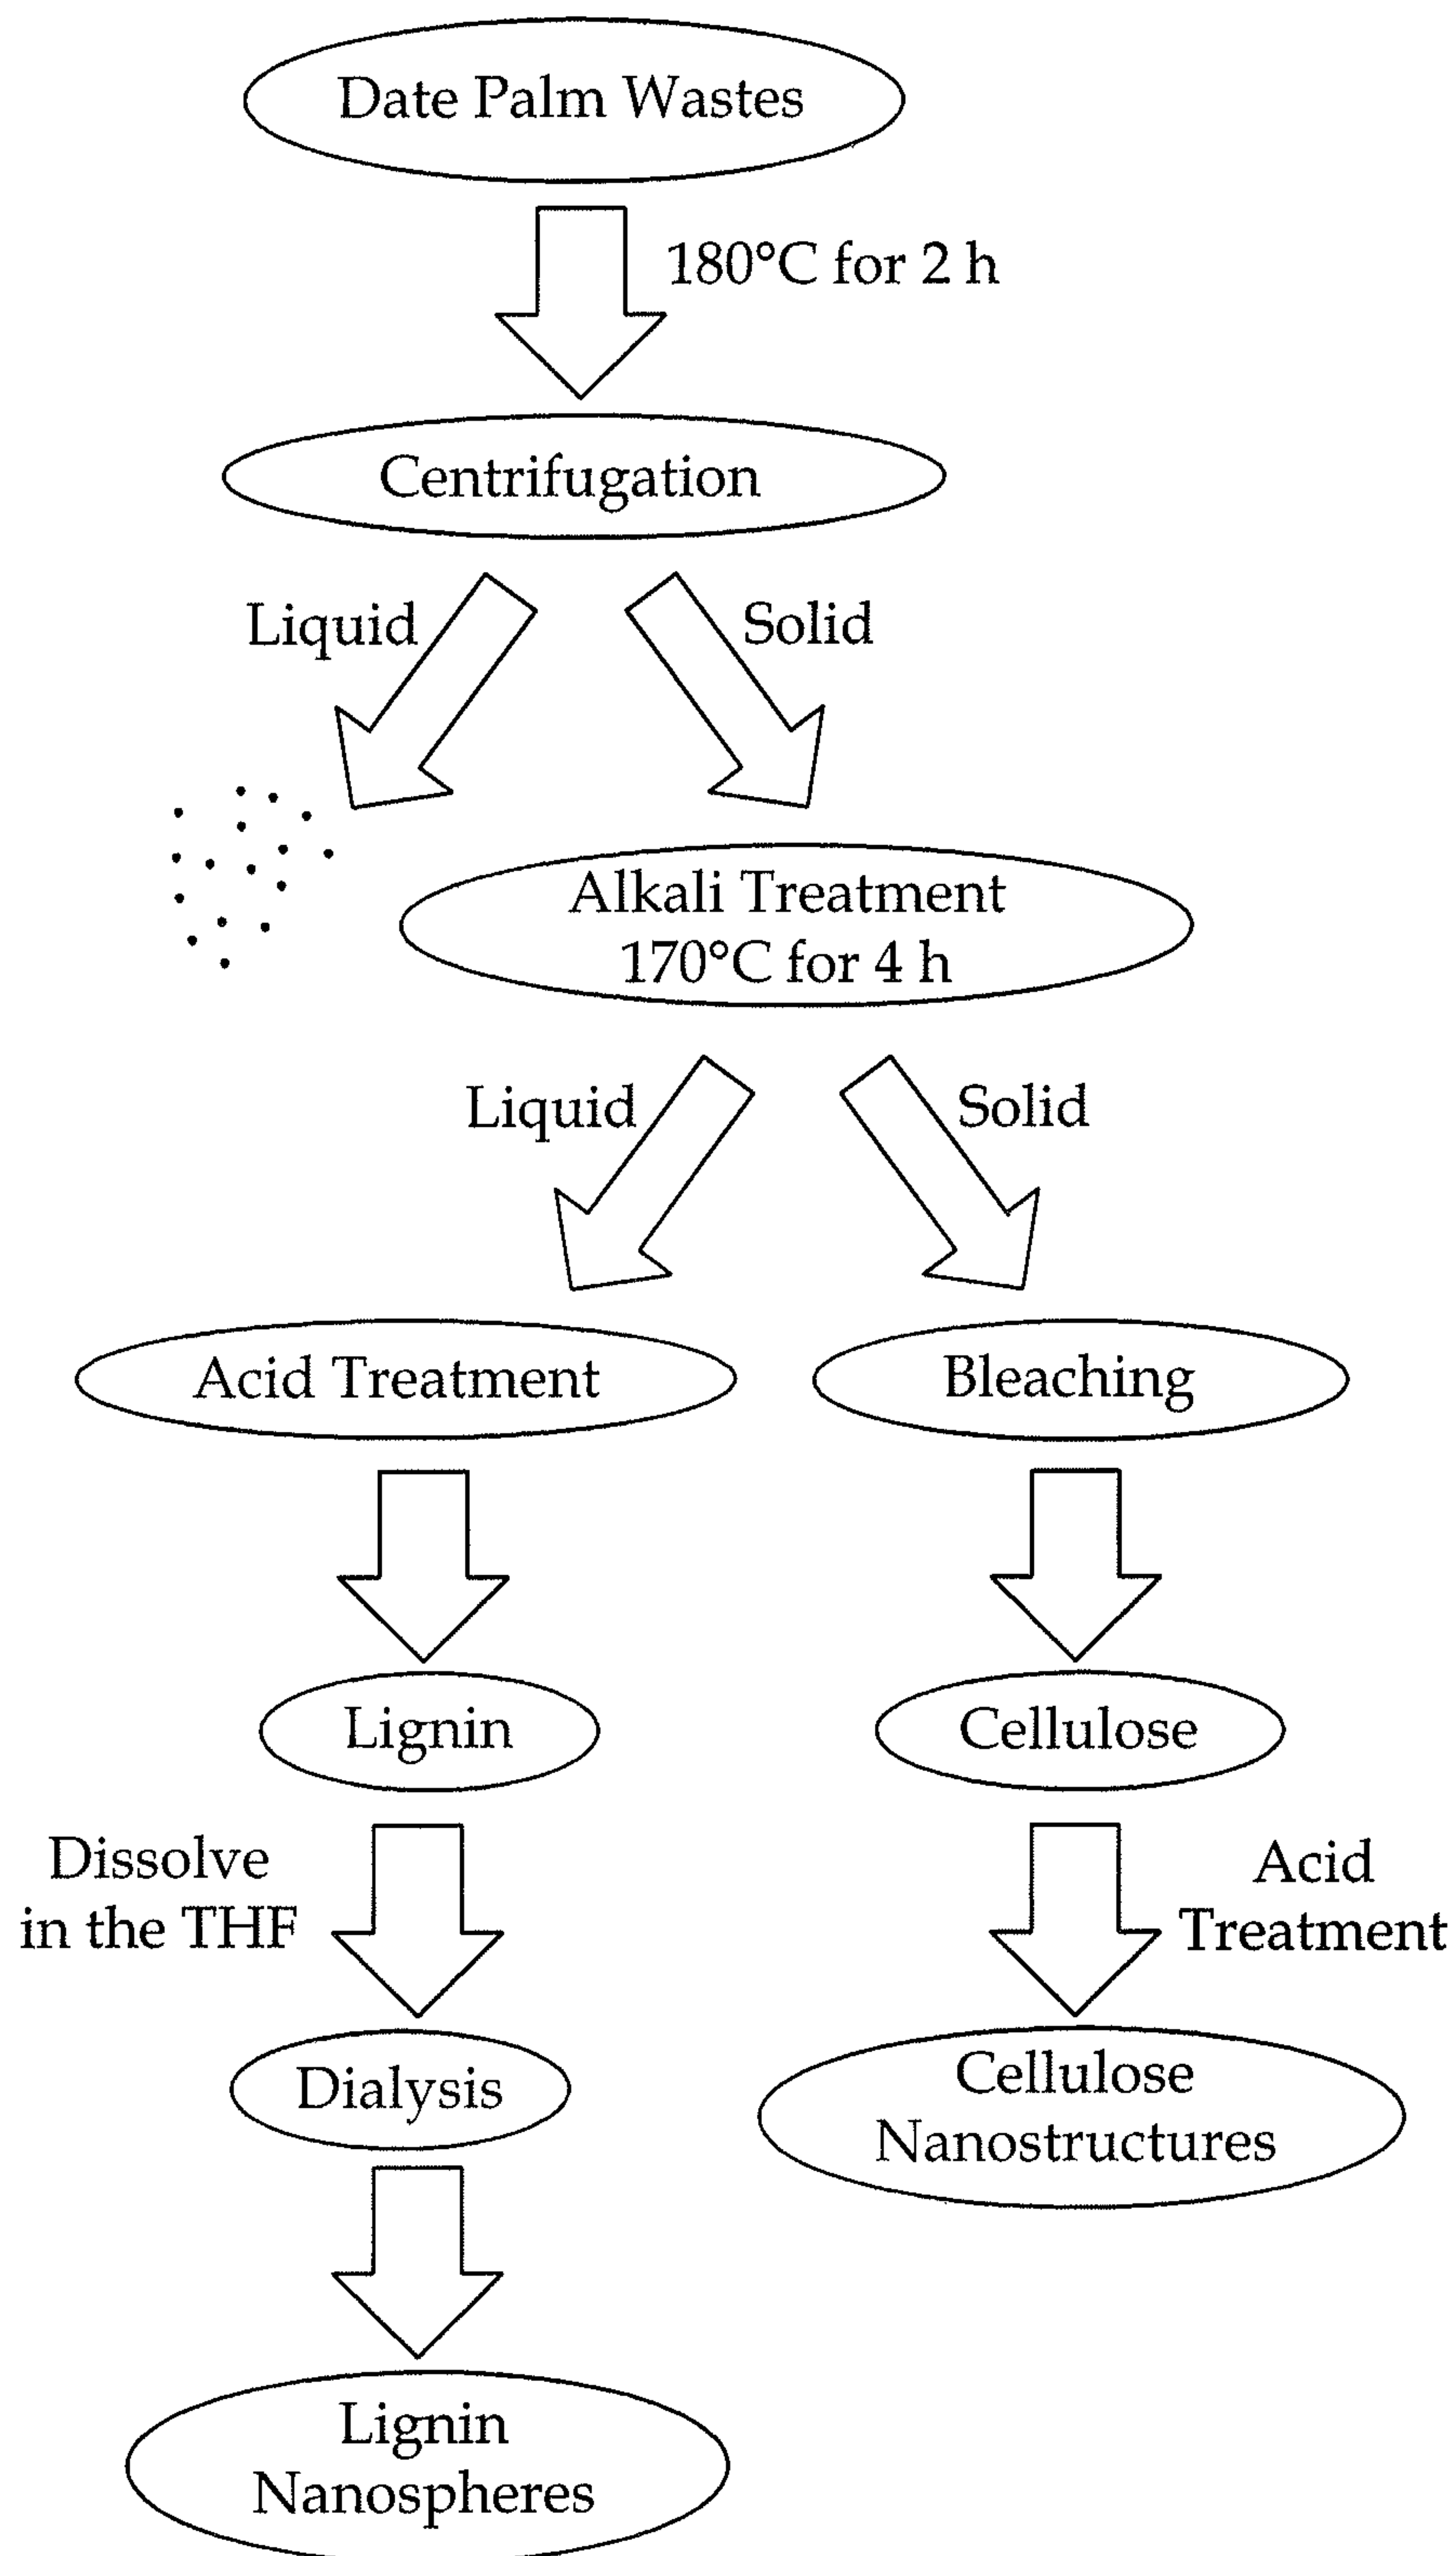 Date Palm Wastes
180°C for 2 h
Centrifugation
Liquid
Solid
Alkali Treatment
170°C for 4 h
Liquid
Solid
Acid Treatment
Bleaching
Lignin
Cellulose
Dissolve
in the THF
Acid
Treatment
Dialysis
Cellulose
Nanostructures
Lignin
Nanospheres